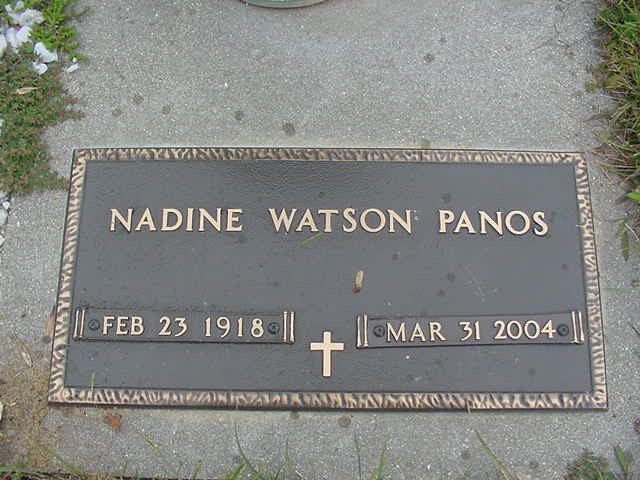 NADINE WATSON PANOS
FEB 23 1918 MAR 31 2004